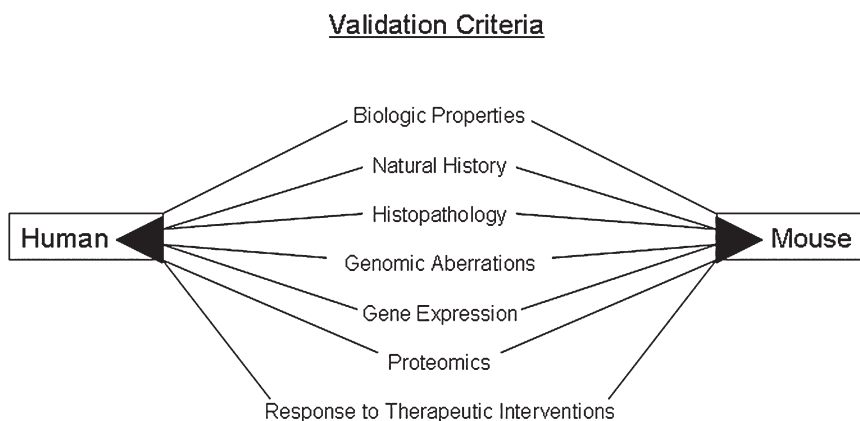 Validation Criteria
Biologic Properties
Natural History
Histopathology
Human
Mouse
Genomic Aberrations
Gene Expression
Proteomics
Response to Therapeutic Interventions